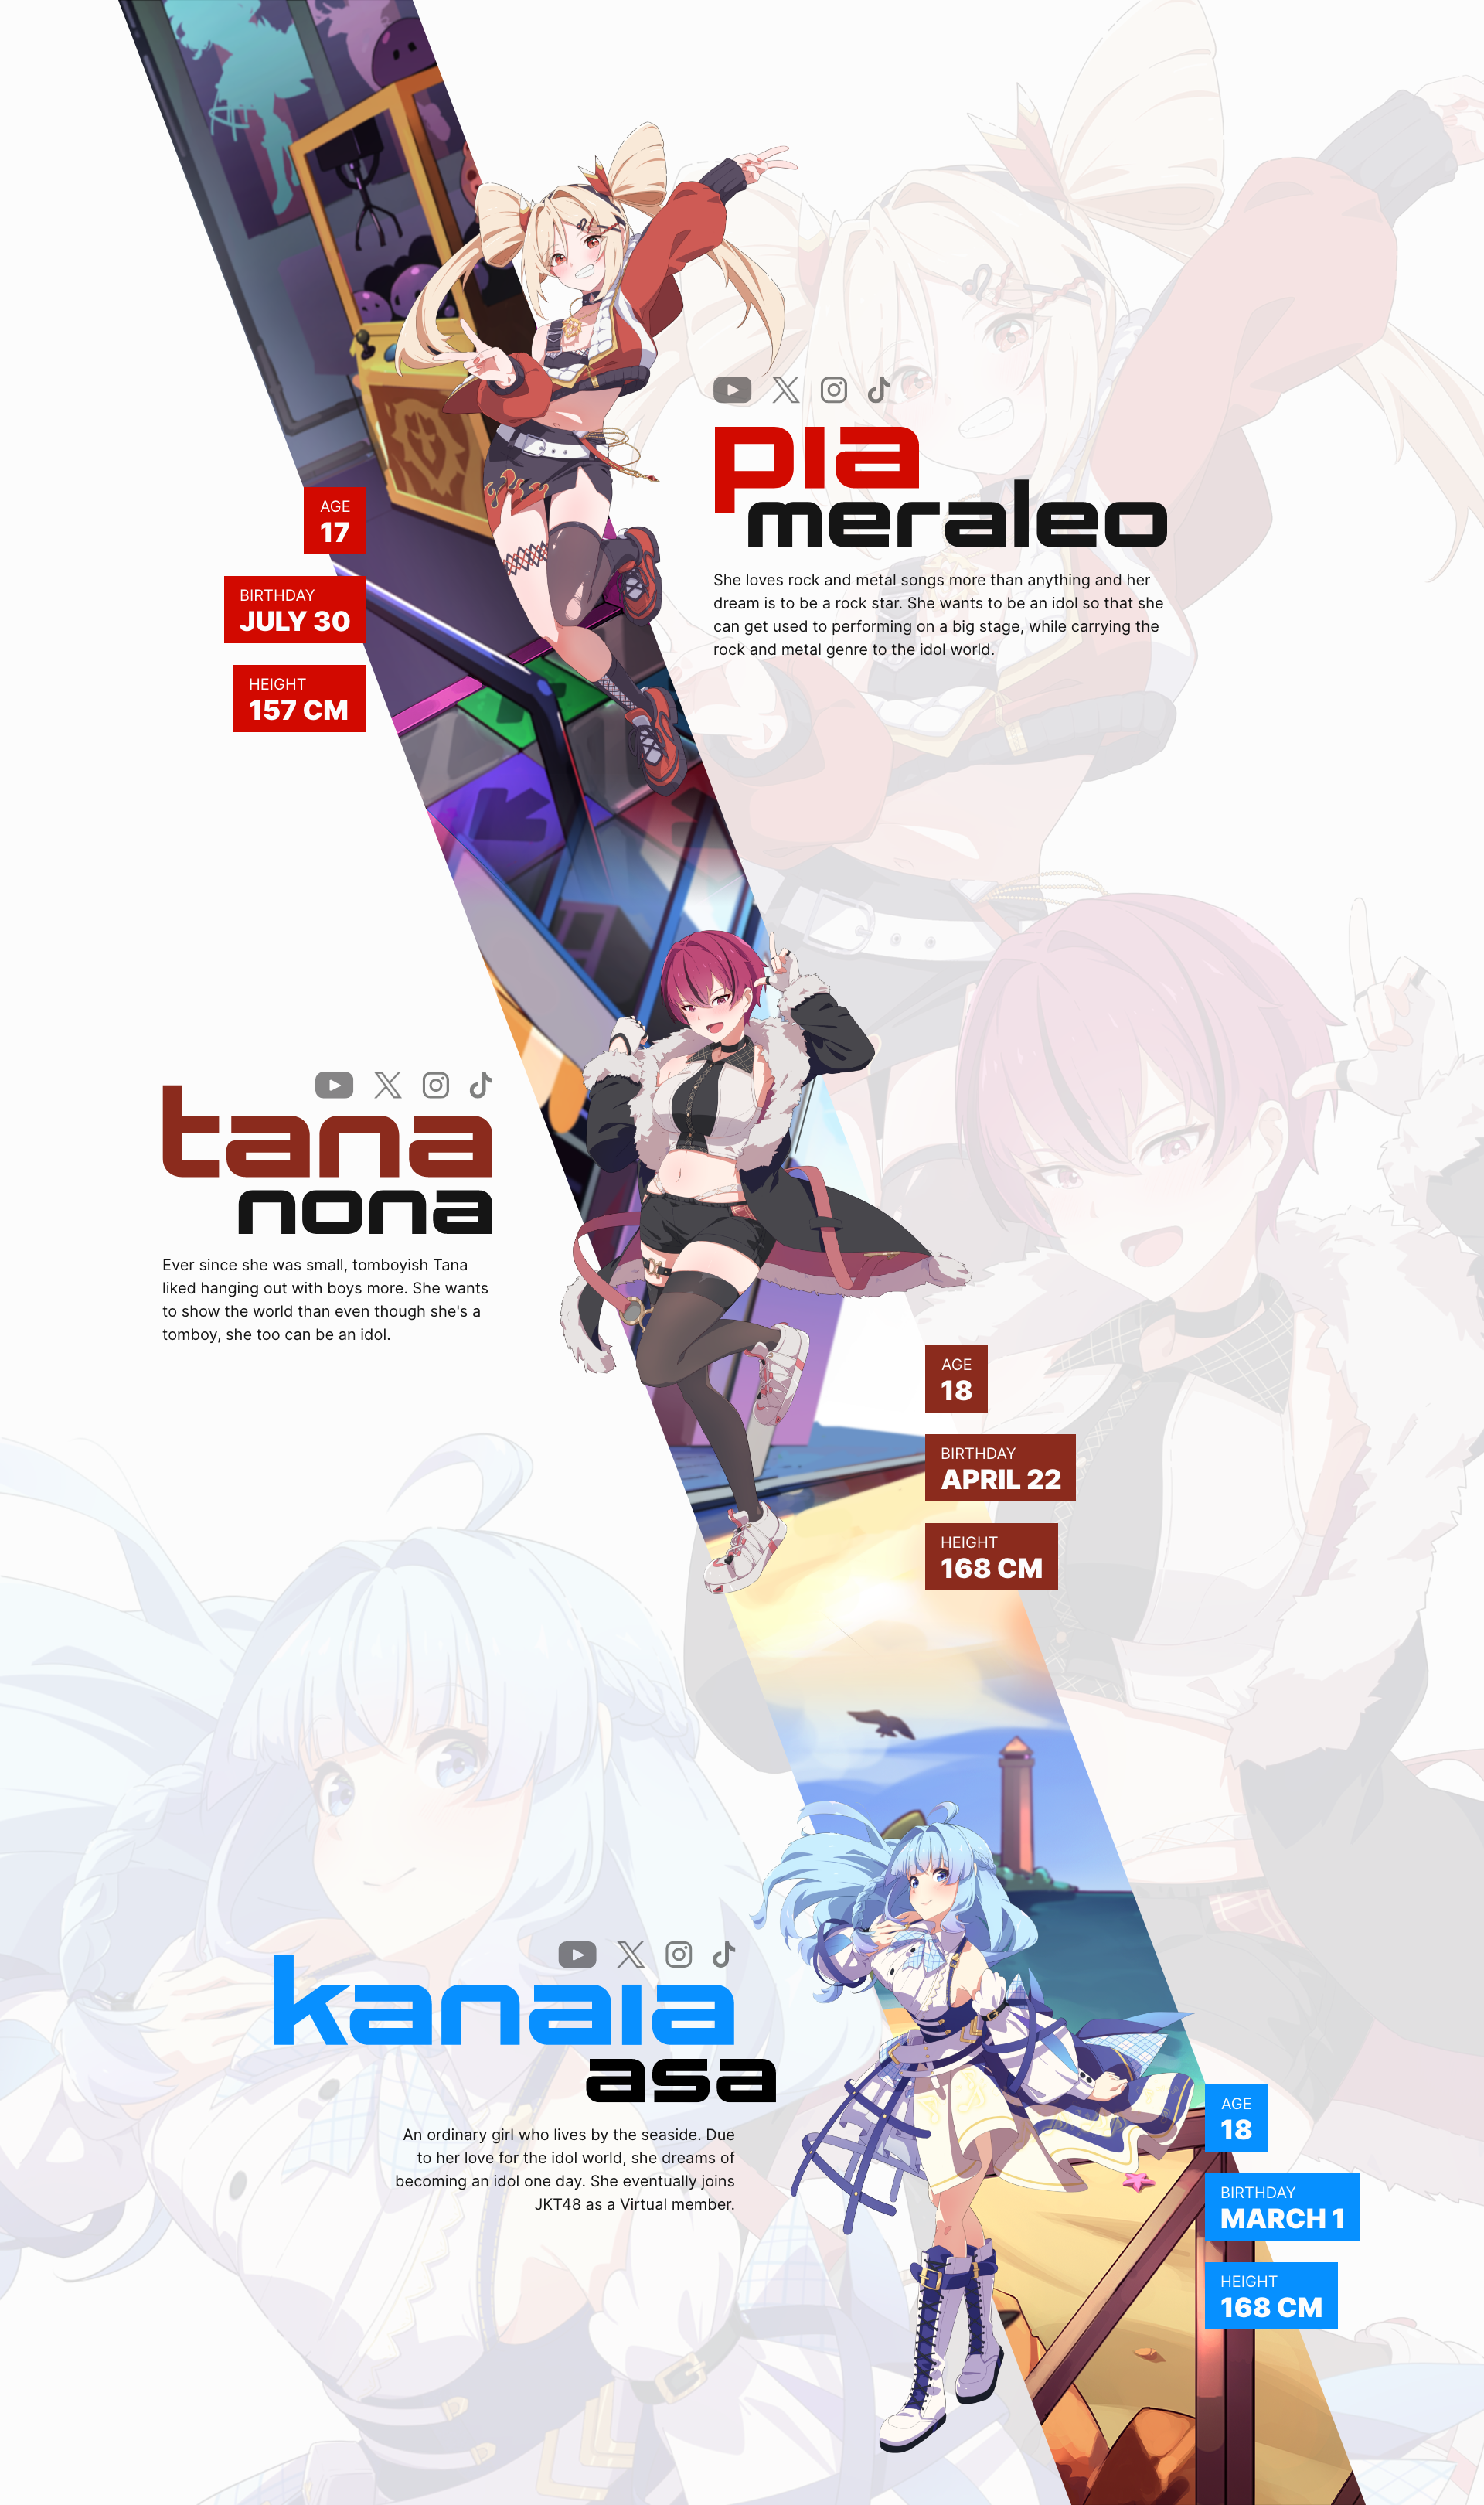 pia
meraleo
She loves rock and metal songs more than anything and her
dream is to be a rock star. She wants to be an idol so that she
can get used to performing on a big stage, while carrying the
rock and metal genre to the idol world.
AGE
17
BIRTHDAY
JULY 30
HEIGHT
157 CM
tana
nona
Ever since she was small, tomboyish Tana
liked hanging out with boys more. She wants
to show the world than even though she's a
tomboy, she too can be an idol.
AGE
18
BIRTHDAY
APRIL 22
HEIGHT
168 CM
kanaia
asa
An ordinary girl who lives by the seaside. Due
to her love for the idol world, she dreams of
becoming an idol one day. She eventually joins
JKT48 as a Virtual member.
AGE
18
BIRTHDAY
MARCH 1
HEIGHT
168 CM